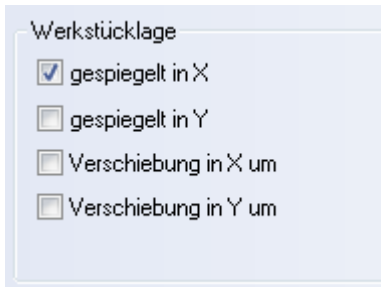 Werkstücklage
gespiegelt in X
gespiegelt in Y
Verschiebung in X um
Verschiebung in Y um